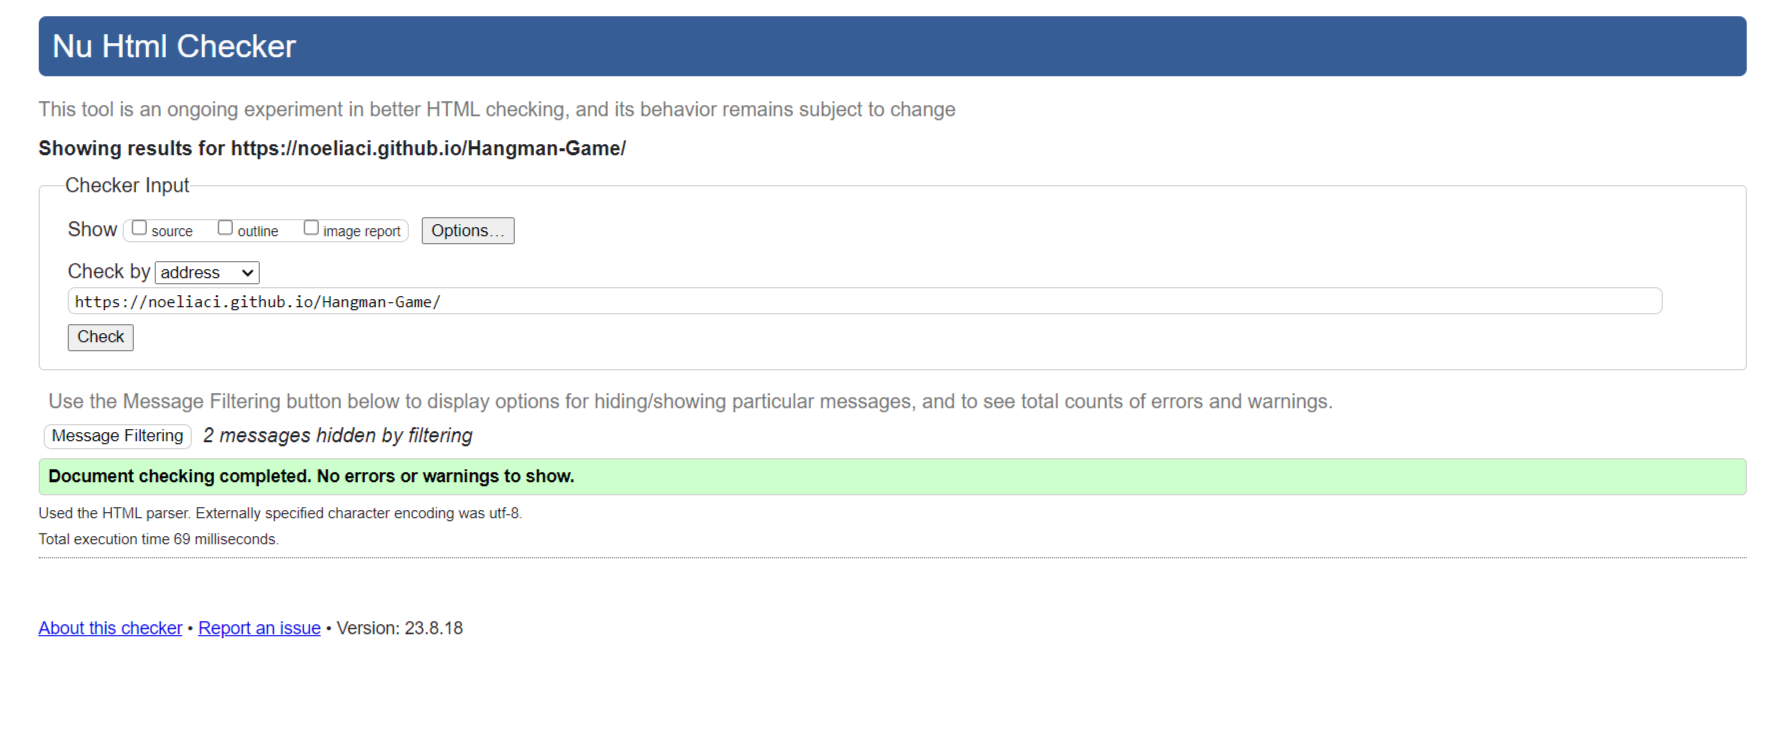 Nu Html Checker
This tool is an ongoing experiment in better HTML checking, and its behavior remains subject to change
Showing results for https://noeliaci.github.io/Hangman-Game/
Checker Input
Show source outline image report Options...
Check by address
https://noeliaci.github.io/Hangman-Game/
Check
Use the Message Filtering button below to display options for hiding/showing particular messages, and to see total counts of errors and warnings.
Message Filtering 2 messages hidden by filtering
Document checking completed. No errors or warnings to show.
Used the HTML parser. Externally specified character encoding was utf-8.
Total execution time 69 milliseconds.
About this checker • Report an issue • Version: 23.8.18